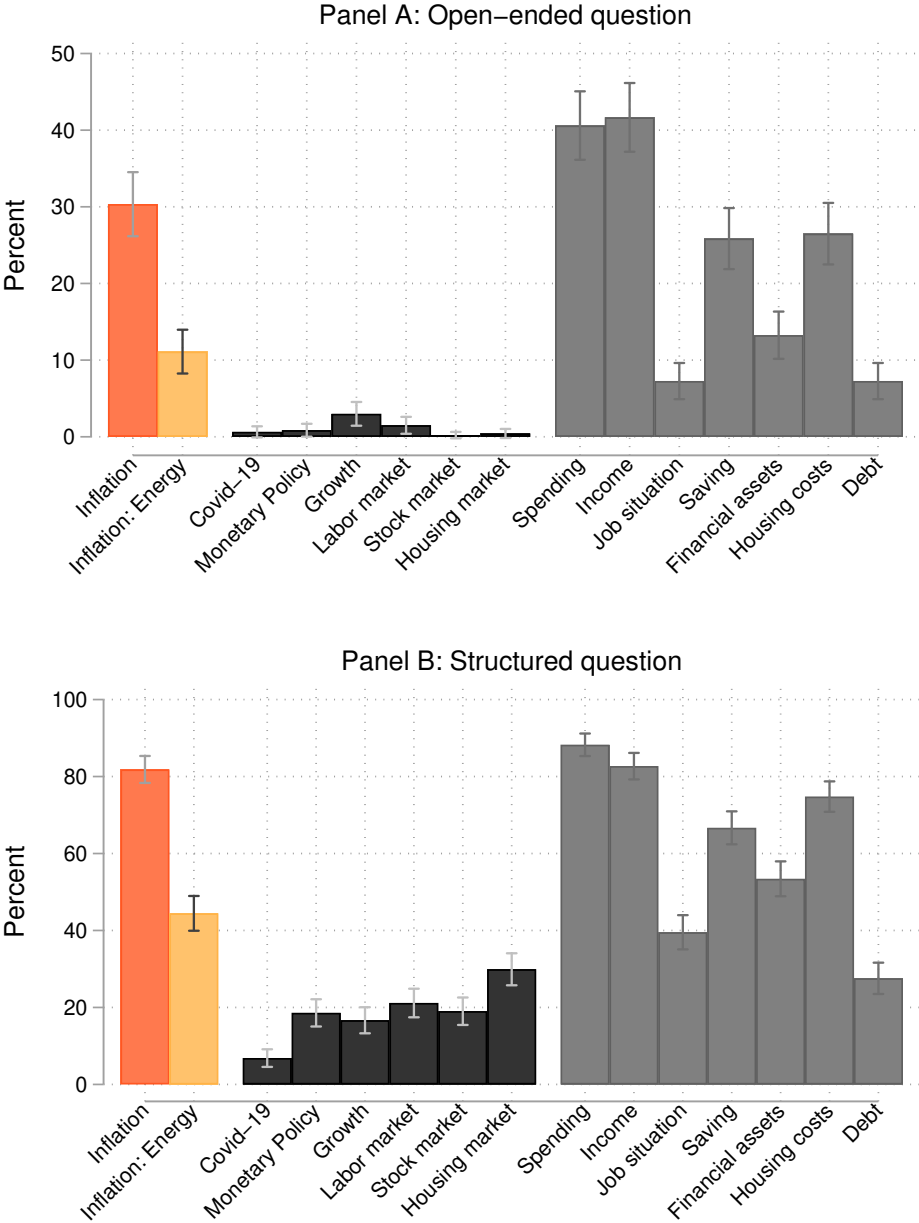 Panel A: Open−ended question
Percent
50
40
30
20
10
0
Inflation
Inflation: Energy
Covid−19
Monetary Policy
Growth
Labor market
Stock market
Housing market
Spending
Income
Job situation
Saving
Financial assets
Housing costs
Debt
Panel B: Structured question
Percent
100
80
60
40
20
0
Inflation
Inflation: Energy
Covid−19
Monetary Policy
Growth
Labor market
Stock market
Housing market
Spending
Income
Job situation
Saving
Financial assets
Housing costs
Debt